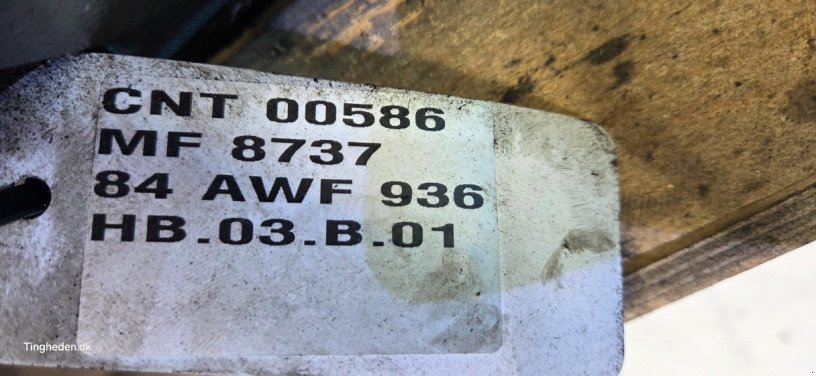 CNT 00586
MF 8737
84 AWF 936
HB.03.B.01
Tingheden.dk